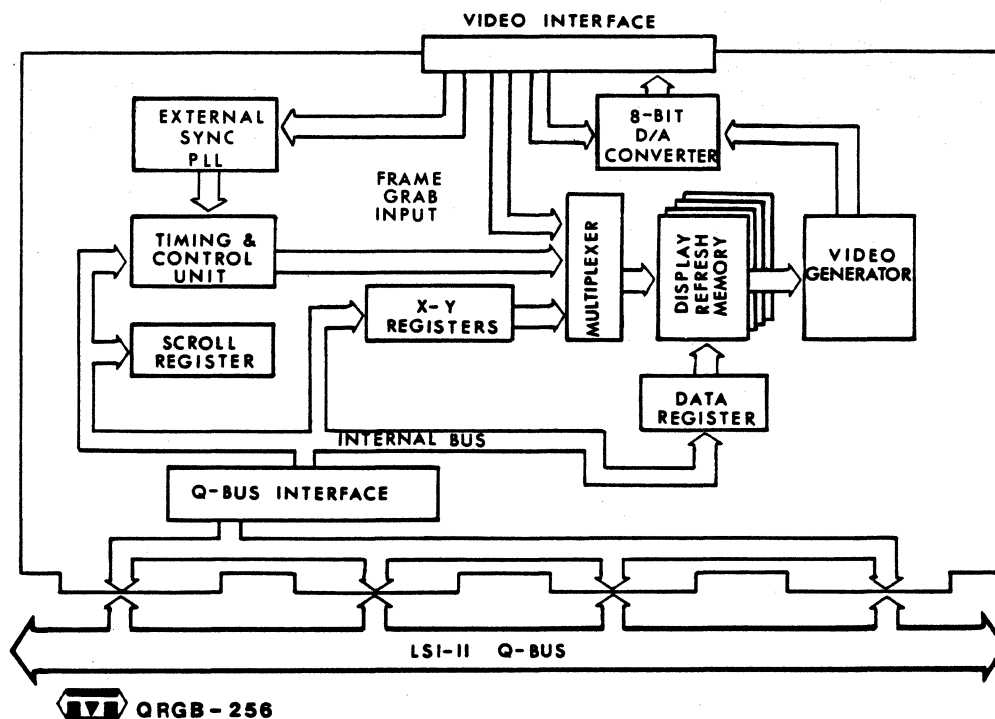 VIDEO INTERFACE
EXTERNAL
SYNC
PLL
8-BIT
D/A
CONVERTER
FRAME
GRAB
INPUT
TIMING &
CONTROL
UNIT
MULTIPLEXER
DISPLAY
REFRESH
MEMORY
VIDEO
GENERATOR
X-Y
REGISTERS
SCROLL
REGISTER
DATA
REGISTER
INTERNAL BUS
Q-BUS INTERFACE
LSI-II Q-BUS
QRGB-256